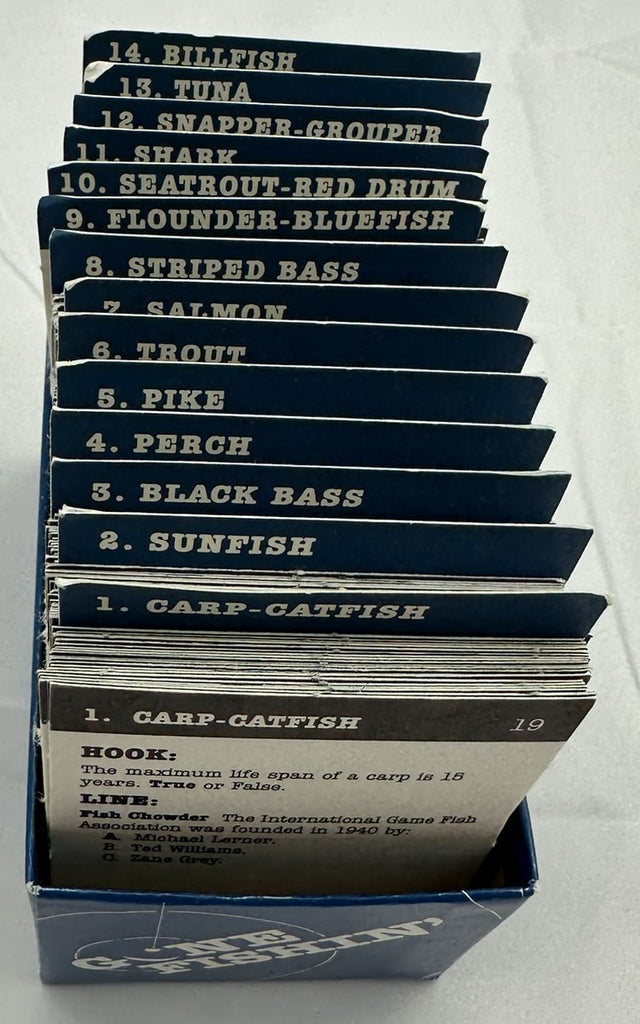 14. BILLFISH
13. TUNA
12. SNAPPER-GROUPER
11. SHARK
10. SEATROUT-RED DRUM
9. FLOUNDER-BLUEFISH
8. STRIPED BASS
7. SALMON
6. TROUT
5. PIKE
4. PERCH
3. BLACK BASS
2. SUNFISH
1. CARP-CATFISH
1. CARP-CATFISH 19
HOOK:
The maximum life span of a carp is 15
years. True or False.
LINE:
Fish Chowder The International Game Fish
Association was founded in 1940 by:
A. Michael Lerner.
B. Ted Williams.
C. Zane Grey.
GONE
FISHIN'